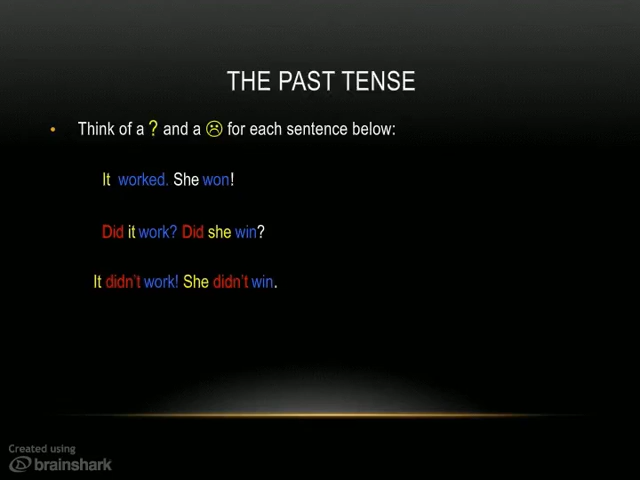 THE PAST TENSE
• Think of a ? and a ☹ for each sentence below:
It worked. She won!
Did it work? Did she win?
It didn't work! She didn't win.
Created using
brainshark